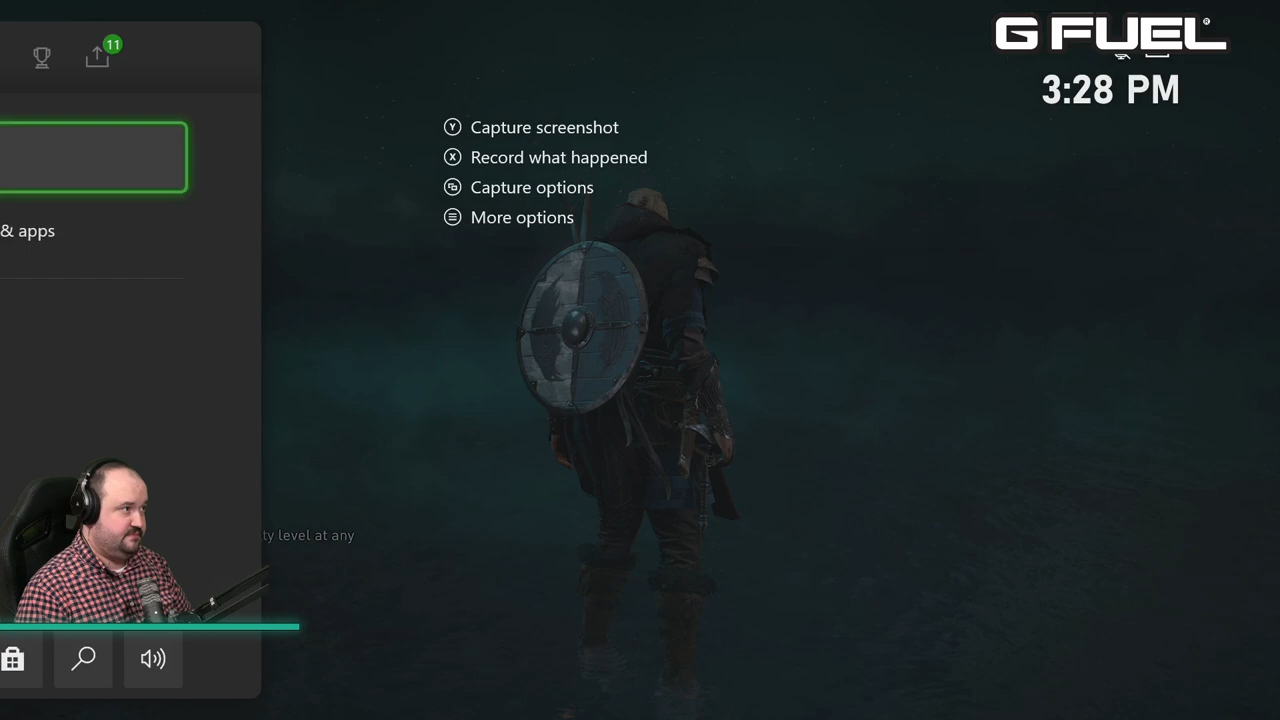 11
G FUEL®
3:28 PM
Y Capture screenshot
X Record what happened
Capture options
More options
& apps
ty level at any